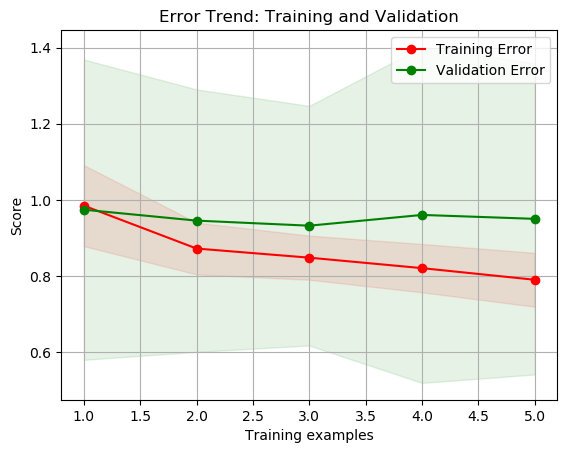 Error Trend: Training and Validation
Training Error
Validation Error
Score
1.4
1.2
1.0
0.8
0.6
1.0 1.5 2.0 2.5 3.0 3.5 4.0 4.5 5.0
Training examples